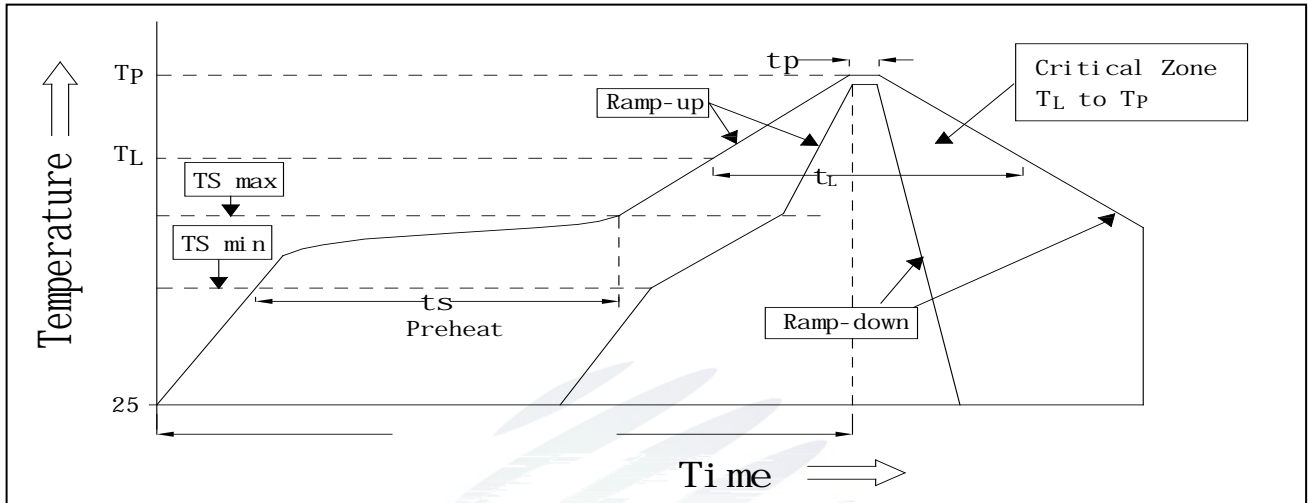 tp
TP
Critical Zone
TL to TP
Ramp-up
TL
TS max
tL
TS min
ts
Preheat
Ramp-down
25
Temperature
Time